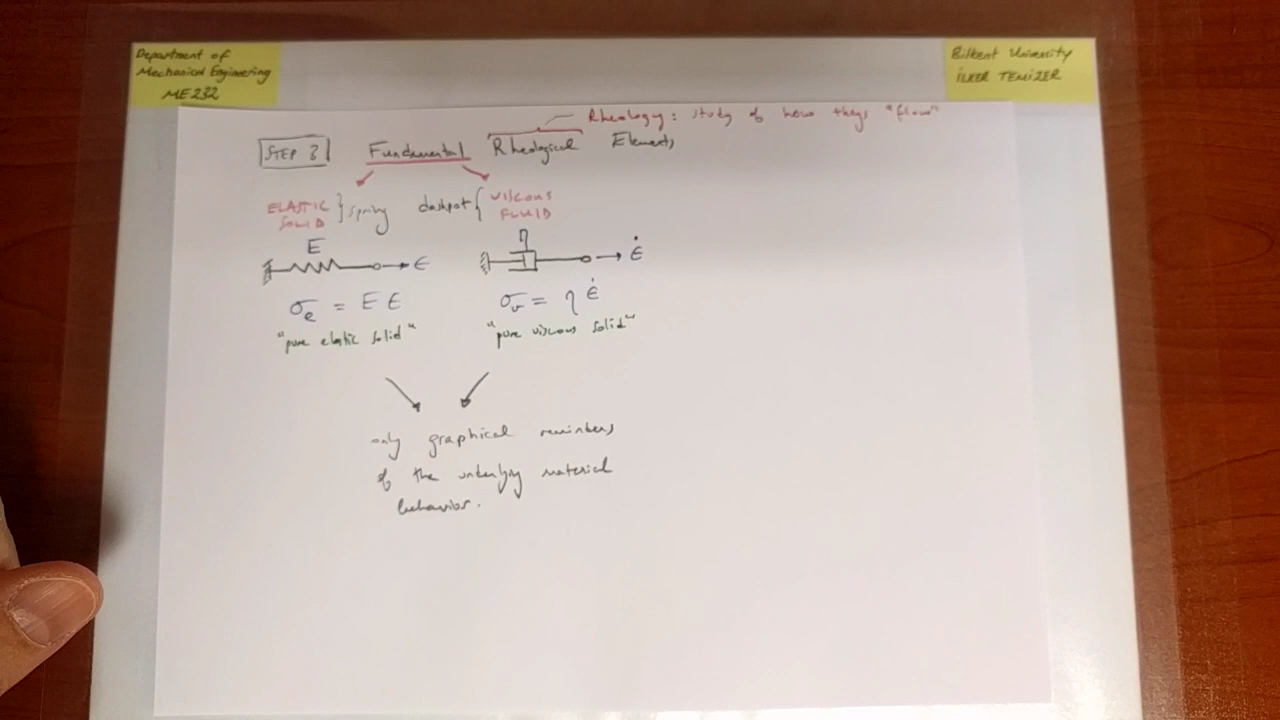 Department of
Mechanical Engineering
ME232
Bilkent University
İLKER TEMİZER
Rheology: study of how thigs "flow"
STEP 3 Fundamental Rheological Elements
ELASTIC SOLID } spring
dashpot { VISCOUS FLUID
E
ϵ
η
ϵ̇
σe = E ϵ
σv = η ϵ̇
"pure elastic solid"
"pure viscous solid"
only graphical reminders
of the underlying material
behavior.